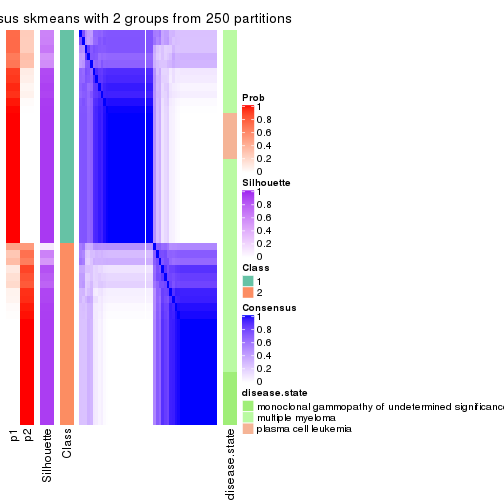 sus skmeans with 2 groups from 250 partitions
Prob
1
0.8
0.6
0.4
0.2
0
Silhouette
1
0.8
0.6
0.4
0.2
0
Class
1
2
Consensus
1
0.8
0.6
0.4
0.2
0
disease.state
monoclonal gammopathy of undetermined significance
multiple myeloma
plasma cell leukemia
p1
p2
Silhouette
Class
disease.state